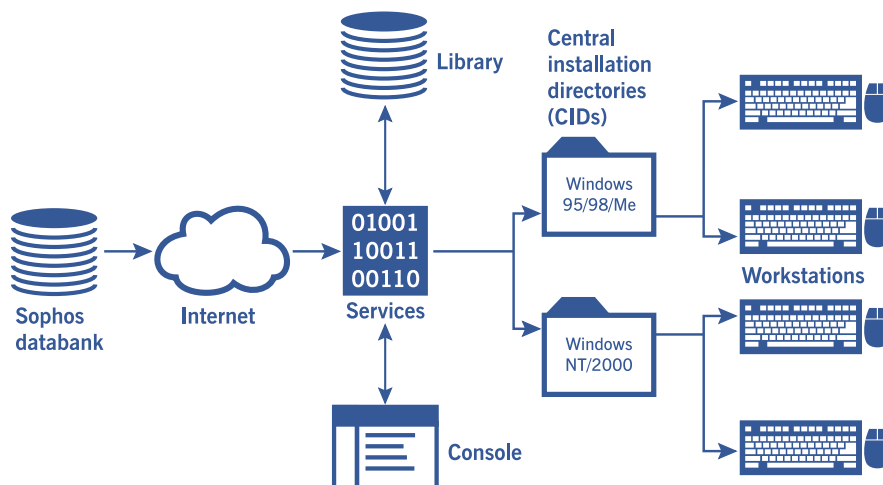 Library
Central
installation
directories
(CIDs)
Windows
95/98/Me
01001
10011
00110
Sophos
databank
Internet
Services
Workstations
Windows
NT/2000
Console